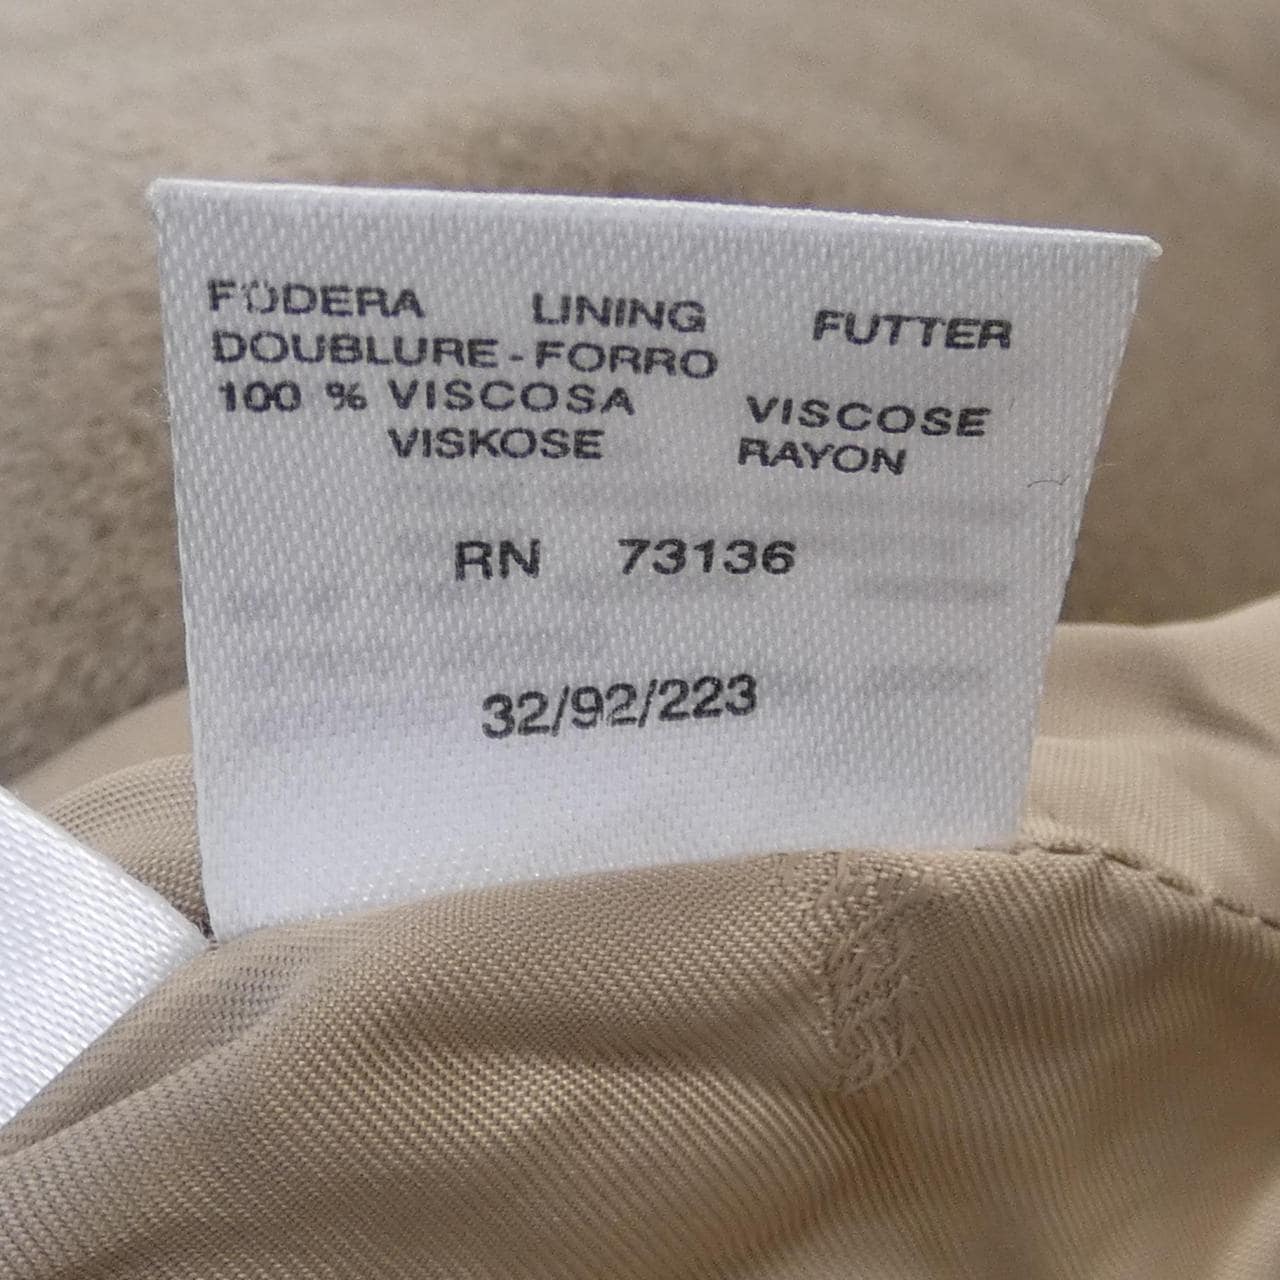 FODERA LINING FUTTER
DOUBLURE - FORRO
100 % VISCOSA VISCOSE
VISKOSE RAYON
RN 73136
32/92/223